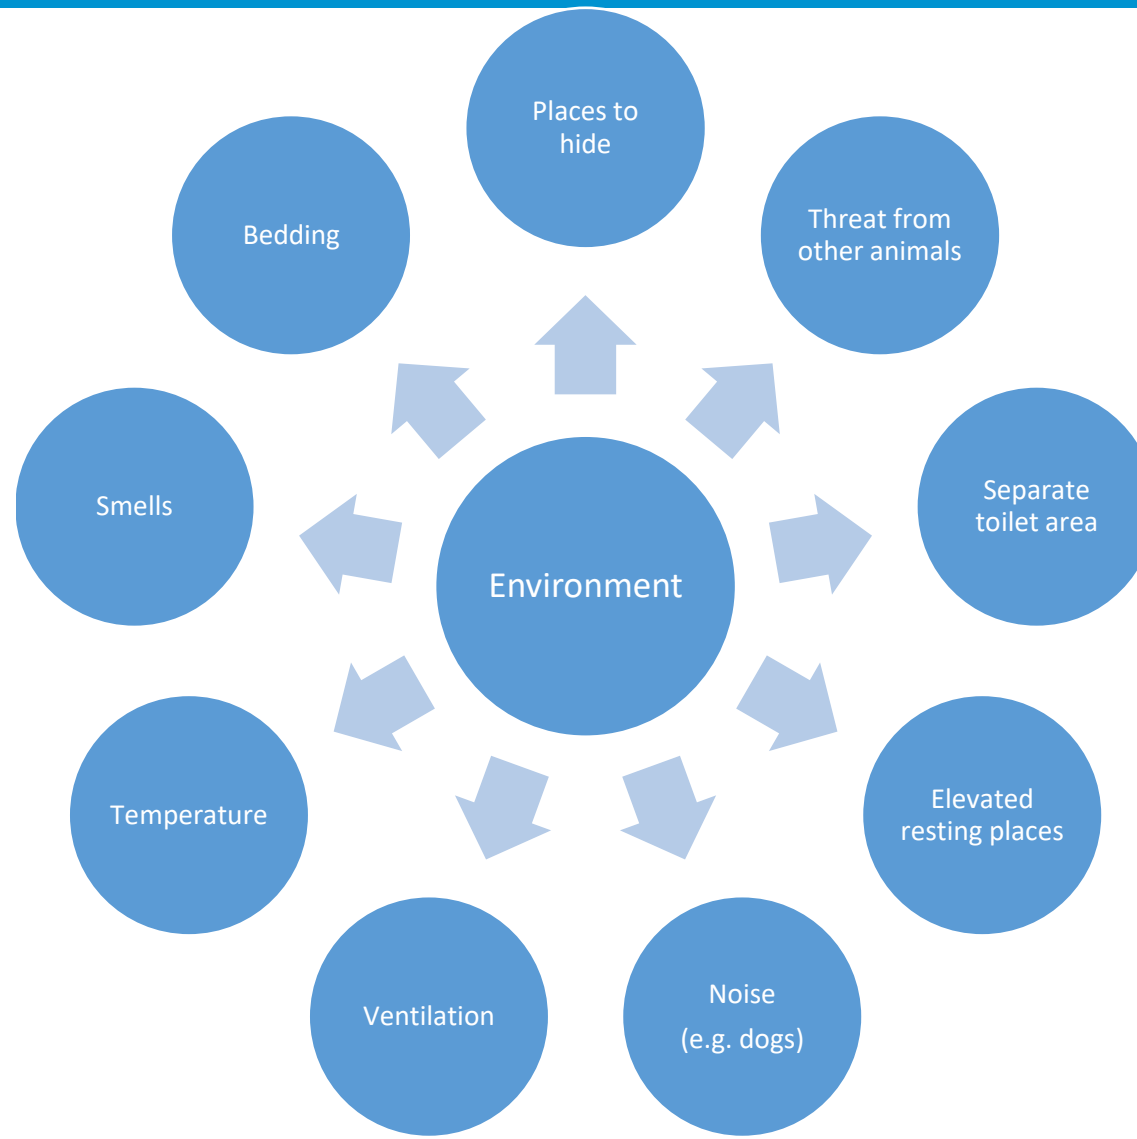 Places to
hide
Threat from
other animals
Separate
toilet area
Elevated
resting places
Noise
(e.g. dogs)
Ventilation
Temperature
Smells
Bedding
Environment